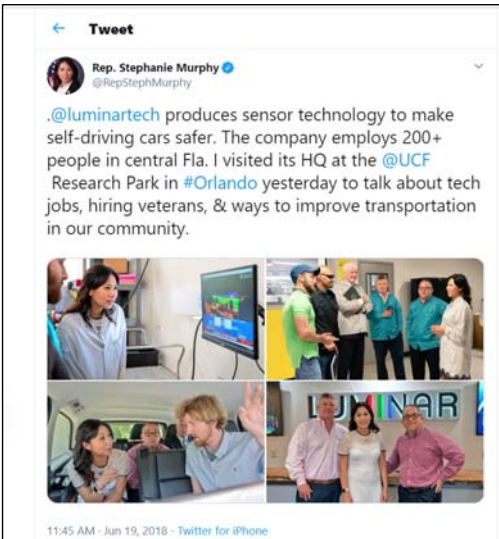 Tweet
Rep. Stephanie Murphy
@RepStephMurphy
.@luminartech produces sensor technology to make
self-driving cars safer. The company employs 200+
people in central Fla. I visited its HQ at the @UCF
Research Park in #Orlando yesterday to talk about tech
jobs, hiring veterans, & ways to improve transportation
in our community.
LUMINAR
11:45 AM · Jun 19, 2018 · Twitter for iPhone